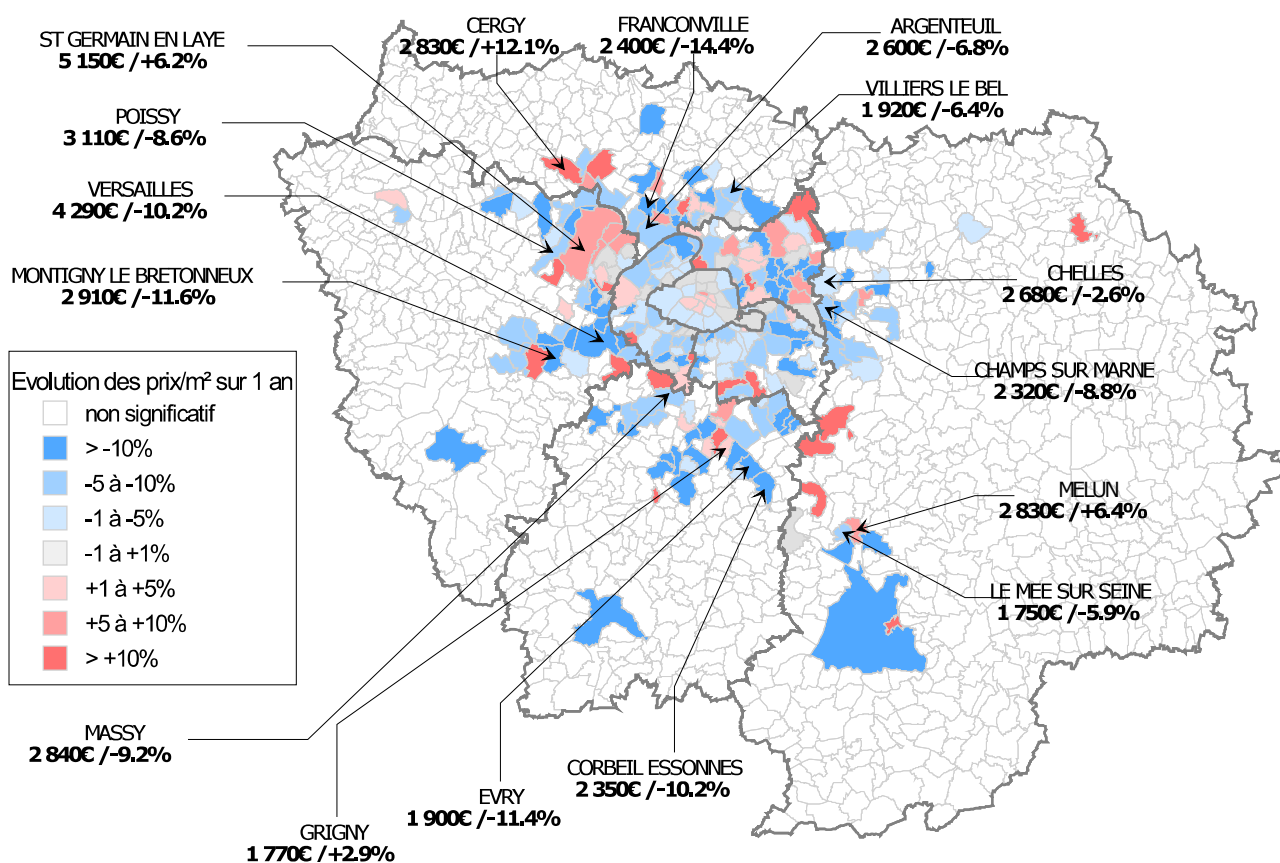 CERGY
2 830€ /+12.1%
FRANCONVILLE
2 400€ /-14.4%
ARGENTEUIL
2 600€ /-6.8%
ST GERMAIN EN LAYE
5 150€ /+6.2%
VILLIERS LE BEL
1 920€ /-6.4%
POISSY
3 110€ /-8.6%
VERSAILLES
4 290€ /-10.2%
MONTIGNY LE BRETONNEUX
2 910€ /-11.6%
CHELLES
2 680€ /-2.6%
CHAMPS SUR MARNE
2 320€ /-8.8%
Evolution des prix/m² sur 1 an
non significatif
> -10%
-5 à -10%
-1 à -5%
-1 à +1%
+1 à +5%
+5 à +10%
> +10%
MELUN
2 830€ /+6.4%
LE MEE SUR SEINE
1 750€ /-5.9%
MASSY
2 840€ /-9.2%
CORBEIL ESSONNES
2 350€ /-10.2%
EVRY
1 900€ /-11.4%
GRIGNY
1 770€ /+2.9%